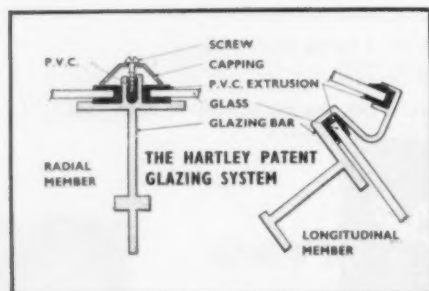 SCREW
P.V.C.
CAPPING
P.V.C. EXTRUSION
GLASS
GLAZING BAR
THE HARTLEY PATENT
GLAZING SYSTEM
RADIAL
MEMBER
LONGITUDINAL
MEMBER